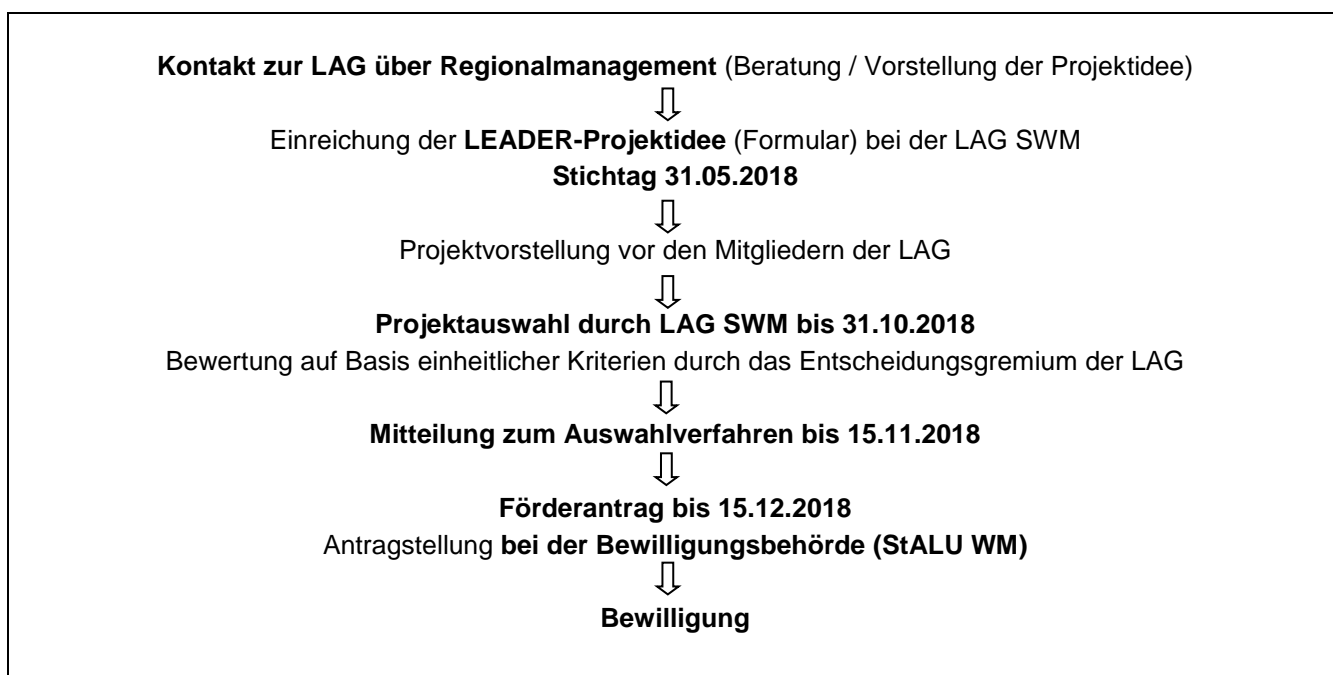 Kontakt zur LAG über Regionalmanagement (Beratung / Vorstellung der Projektidee)
Einreichung der LEADER-Projektidee (Formular) bei der LAG SWM
Stichtag 31.05.2018
Projektvorstellung vor den Mitgliedern der LAG
Projektauswahl durch LAG SWM bis 31.10.2018
Bewertung auf Basis einheitlicher Kriterien durch das Entscheidungsgremium der LAG
Mitteilung zum Auswahlverfahren bis 15.11.2018
Förderantrag bis 15.12.2018
Antragstellung bei der Bewilligungsbehörde (StALU WM)
Bewilligung